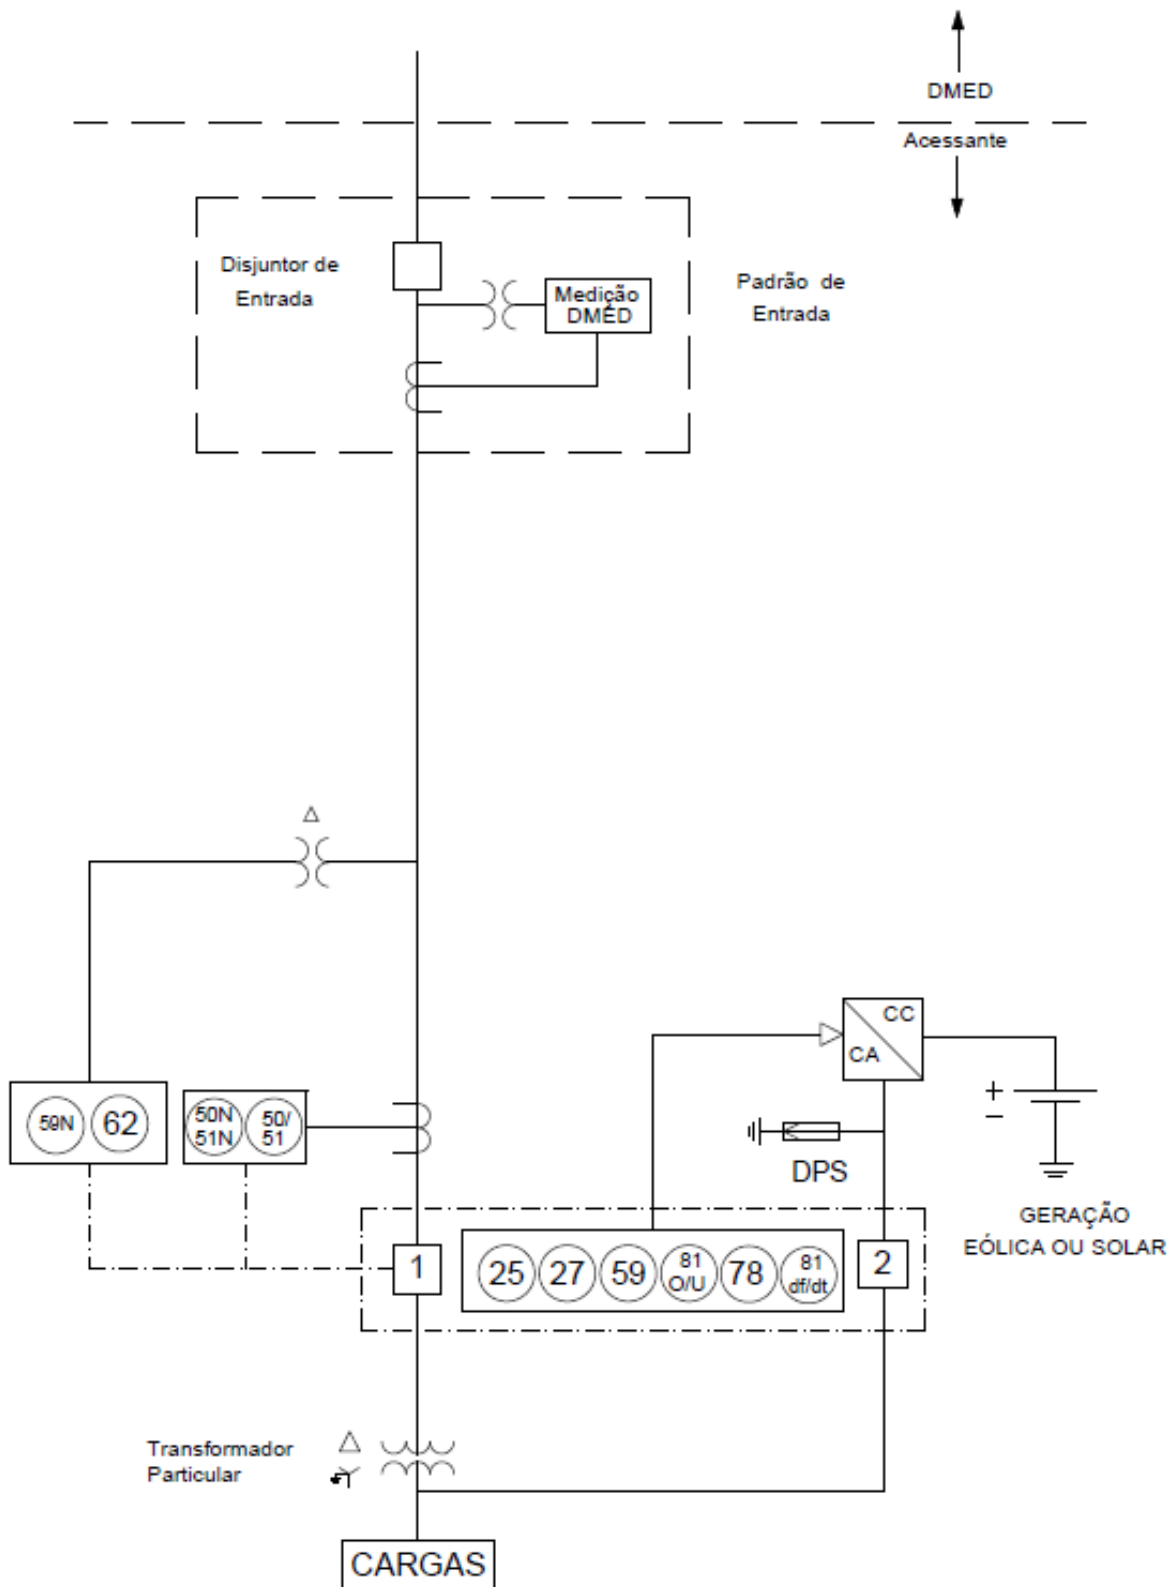 DMED
Acessante
Disjuntor de
Entrada
Medição
DMED
Padrão de
Entrada
CC
CA
+
−
59N
62
50N
51N
50/
51
DPS
GERAÇÃO
EÓLICA OU SOLAR
1
25
27
59
81
O/U
78
81
df/dt
2
Transformador
Particular
CARGAS